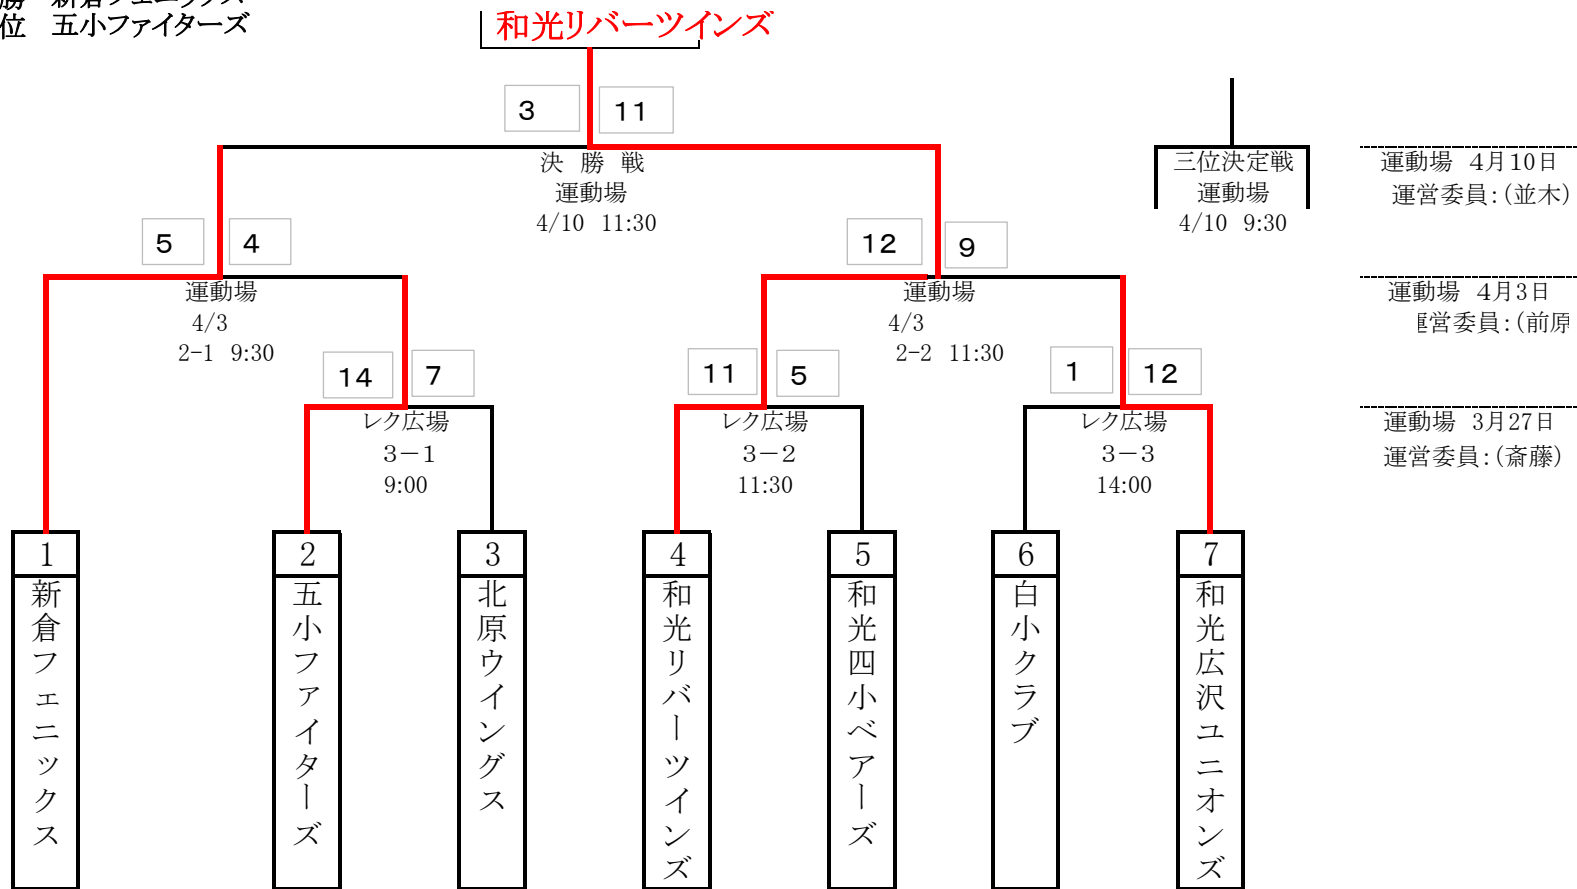 勝 新倉フェニックス
位 五小ファイターズ
和光リバーツインズ
3 11
決 勝 戦
運動場
4/10 11:30
三位決定戦
運動場
4/10 9:30
運動場 4月10日
運営委員:(並木)
5 4
運動場
4/3
2-1 9:30
12 9
運動場
4/3
2-2 11:30
運動場 4月3日
営委員:(前原
14 7
レク広場
3-1
9:00
11 5
レク広場
3-2
11:30
1 12
レク広場
3-3
14:00
運動場 3月27日
運営委員:(斎藤)
1
新倉フェニックス
2
五小ファイターズ
3
北原ウイングス
4
和光リバーツインズ
5
和光四小ベアーズ
6
白小クラブ
7
和光広沢ユニオンズ